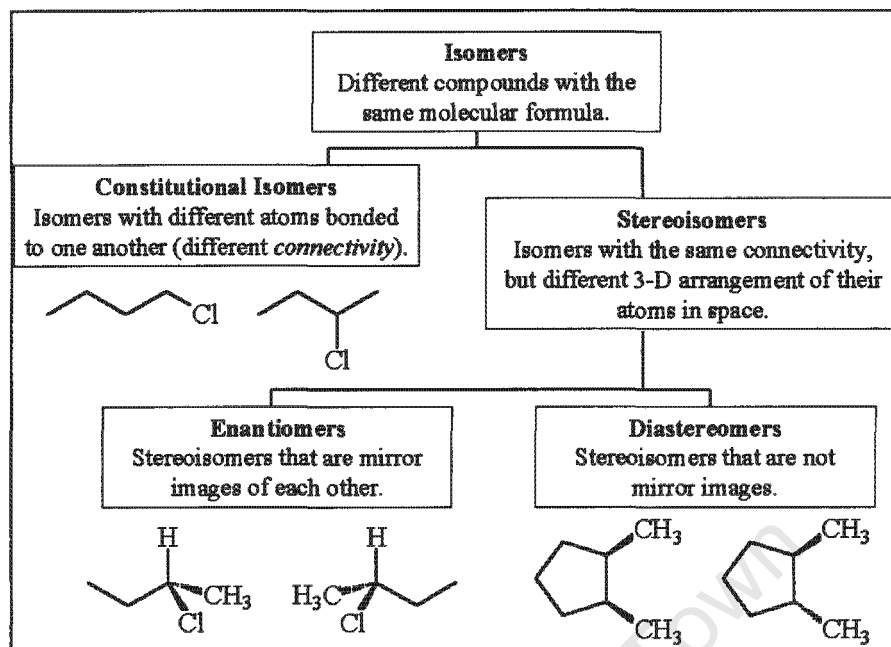 Isomers
Different compounds with the
same molecular formula.
Constitutional Isomers
Isomers with different atoms bonded
to one another (different connectivity).
Stereoisomers
Isomers with the same connectivity,
but different 3-D arrangement of their
atoms in space.
Cl
Cl
Enantiomers
Stereoisomers that are mirror
images of each other.
Diastereomers
Stereoisomers that are not
mirror images.
H
CH3
Cl
H
H3C
Cl
CH3
CH3
CH3
CH3
Town